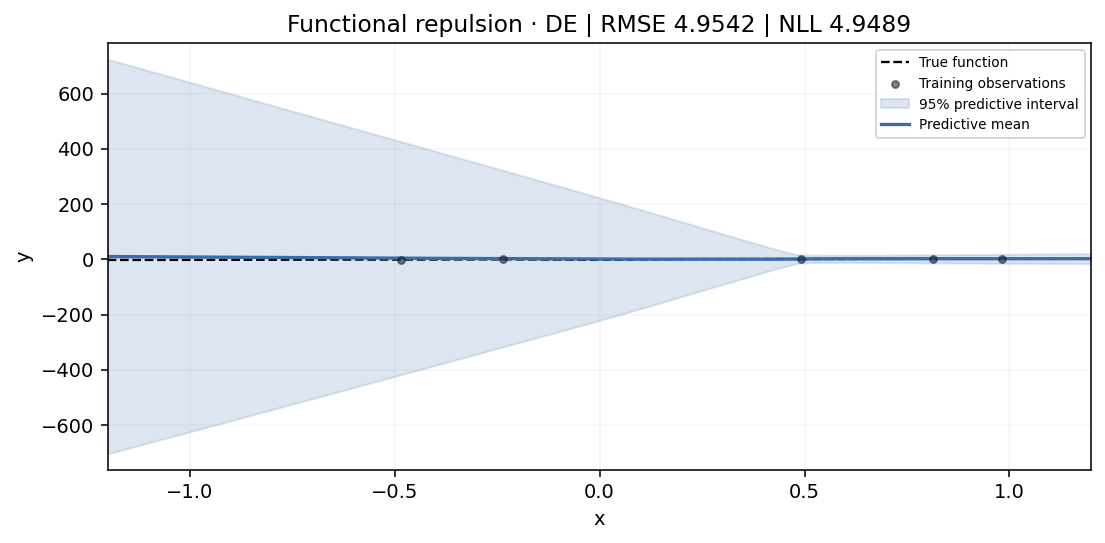 Functional repulsion · DE | RMSE 4.9542 | NLL 4.9489
True function
Training observations
95% predictive interval
Predictive mean
600
400
200
0
−200
−400
−600
y
−1.0
−0.5
0.0
0.5
1.0
x